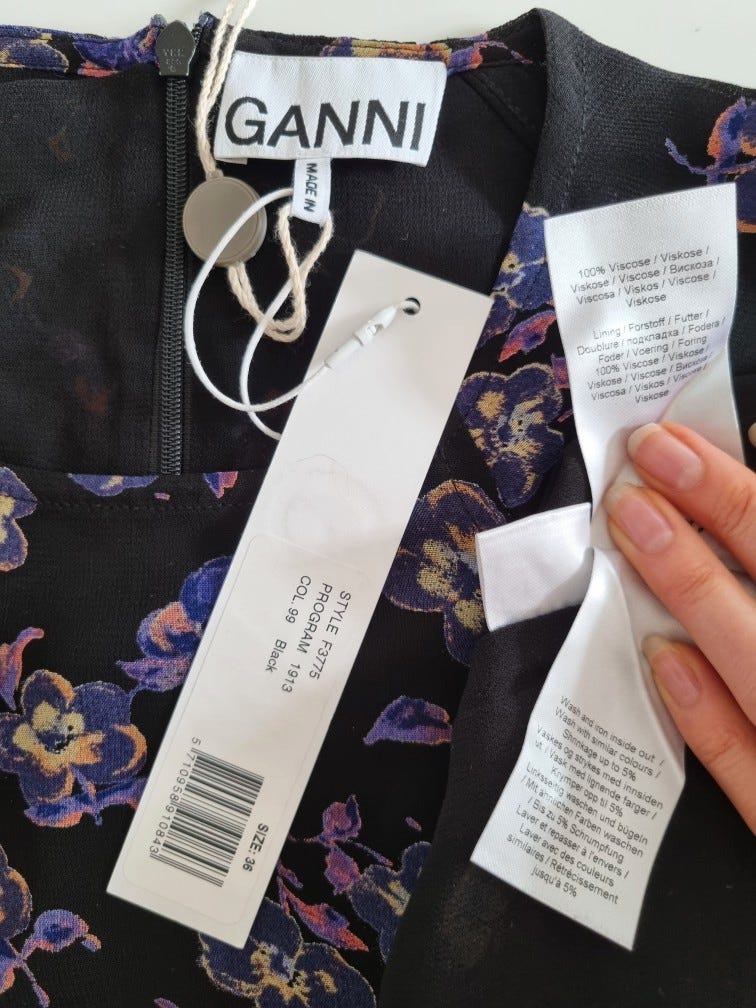 YKK
GANNI
MADE IN
100% Viscose / Viskose /
Viskose / Viscose / Вискоза /
Viscosa / Viskos / Viscose /
Viskose
Lining / Forstoff / Futter /
Doublure / подкладка / Fodera /
Foder / Voering / Foring
100% Viscose / Viskose /
Viskose / Viscose / Вискоза /
Viscosa / Viskos / Viscose /
Viskose
STYLE F3775
PROGRAM 1913
COL.99 Black
5710958910843
SIZE: 36
Wash and iron inside out /
Wash with similar colours /
Shrinkage up to 5%
Vaskes og strykes med innsiden
ut / Vask med lignende farger /
Krymper opp til 5%
Linksseitig waschen und bügeln
/ Mit ähnlichen Farben waschen
/ Bis zu 5% Schrumpfung
Laver et repasser à l'envers /
Laver avec des couleurs
similaires / Rétrécissement
jusqu'à 5%